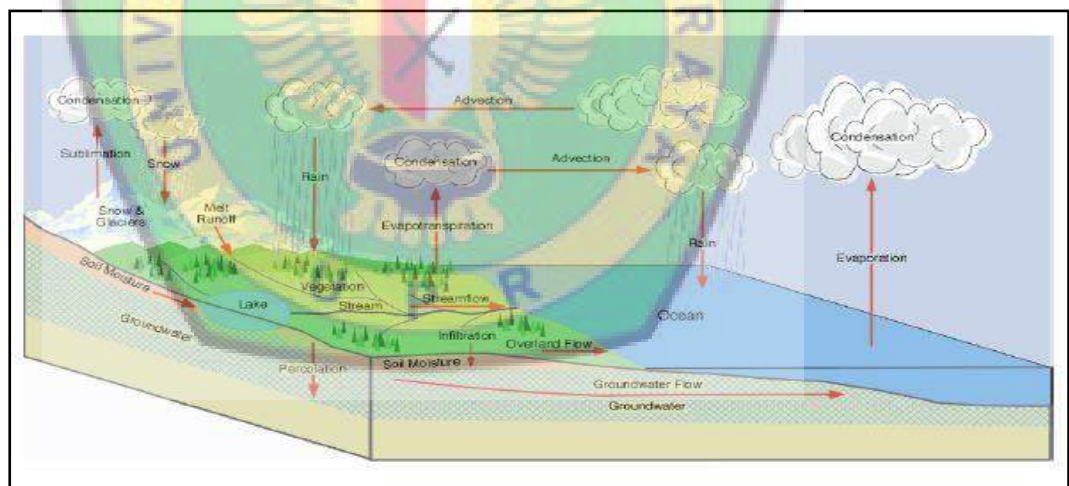 Condensation
Advection
Condensation
Sublimation
Snow
Rain
Condensation
Advection
Rain
Evaporation
Snow &
Glaciers
Melt
Runoff
Evapotranspiration
Soil Moisture
Vegetation
Lake
Stream
Streamflow
Ocean
Groundwater
Infiltration
Overland Flow
Percolation
Soil Moisture
Groundwater Flow
Groundwater